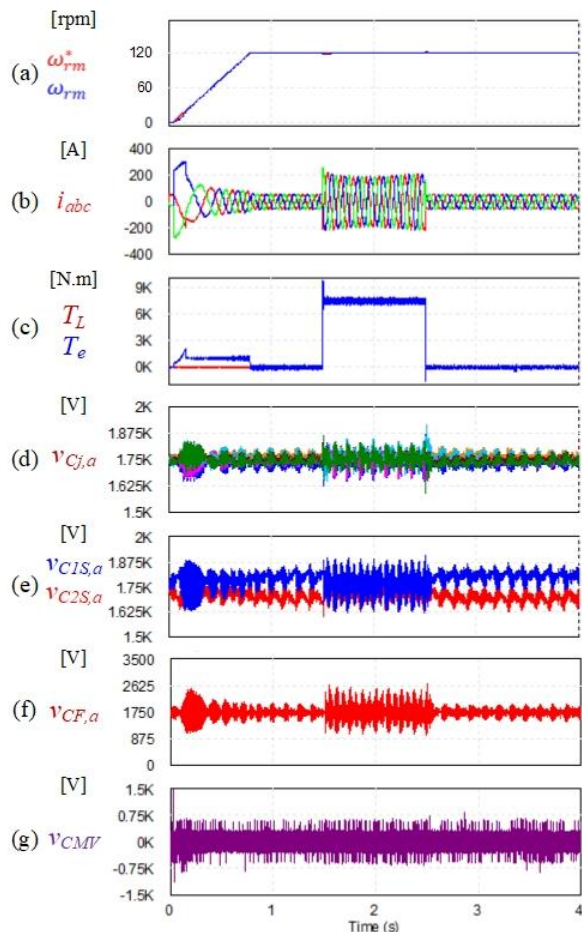 [rpm]
120
(a) ω*rm
60
ωrm
0
[A]
400
200
(b) iabc
0
-200
-400
[N.m]
9K
TL
6K
(c)
Te
3K
0K
[V]
2K
1.875K
(d) vCj,a
1.75K
1.625K
1.5K
[V]
2K
vC1S,a
1.875K
(e)
1.75K
vC2S,a
1.625K
1.5K
[V]
3500
2625
(f) vCF,a
1750
875
0
[V]
1.5K
0.75K
(g) vCMV
0K
-0.75K
-1.5K
0 1 2 3 4
Time (s)